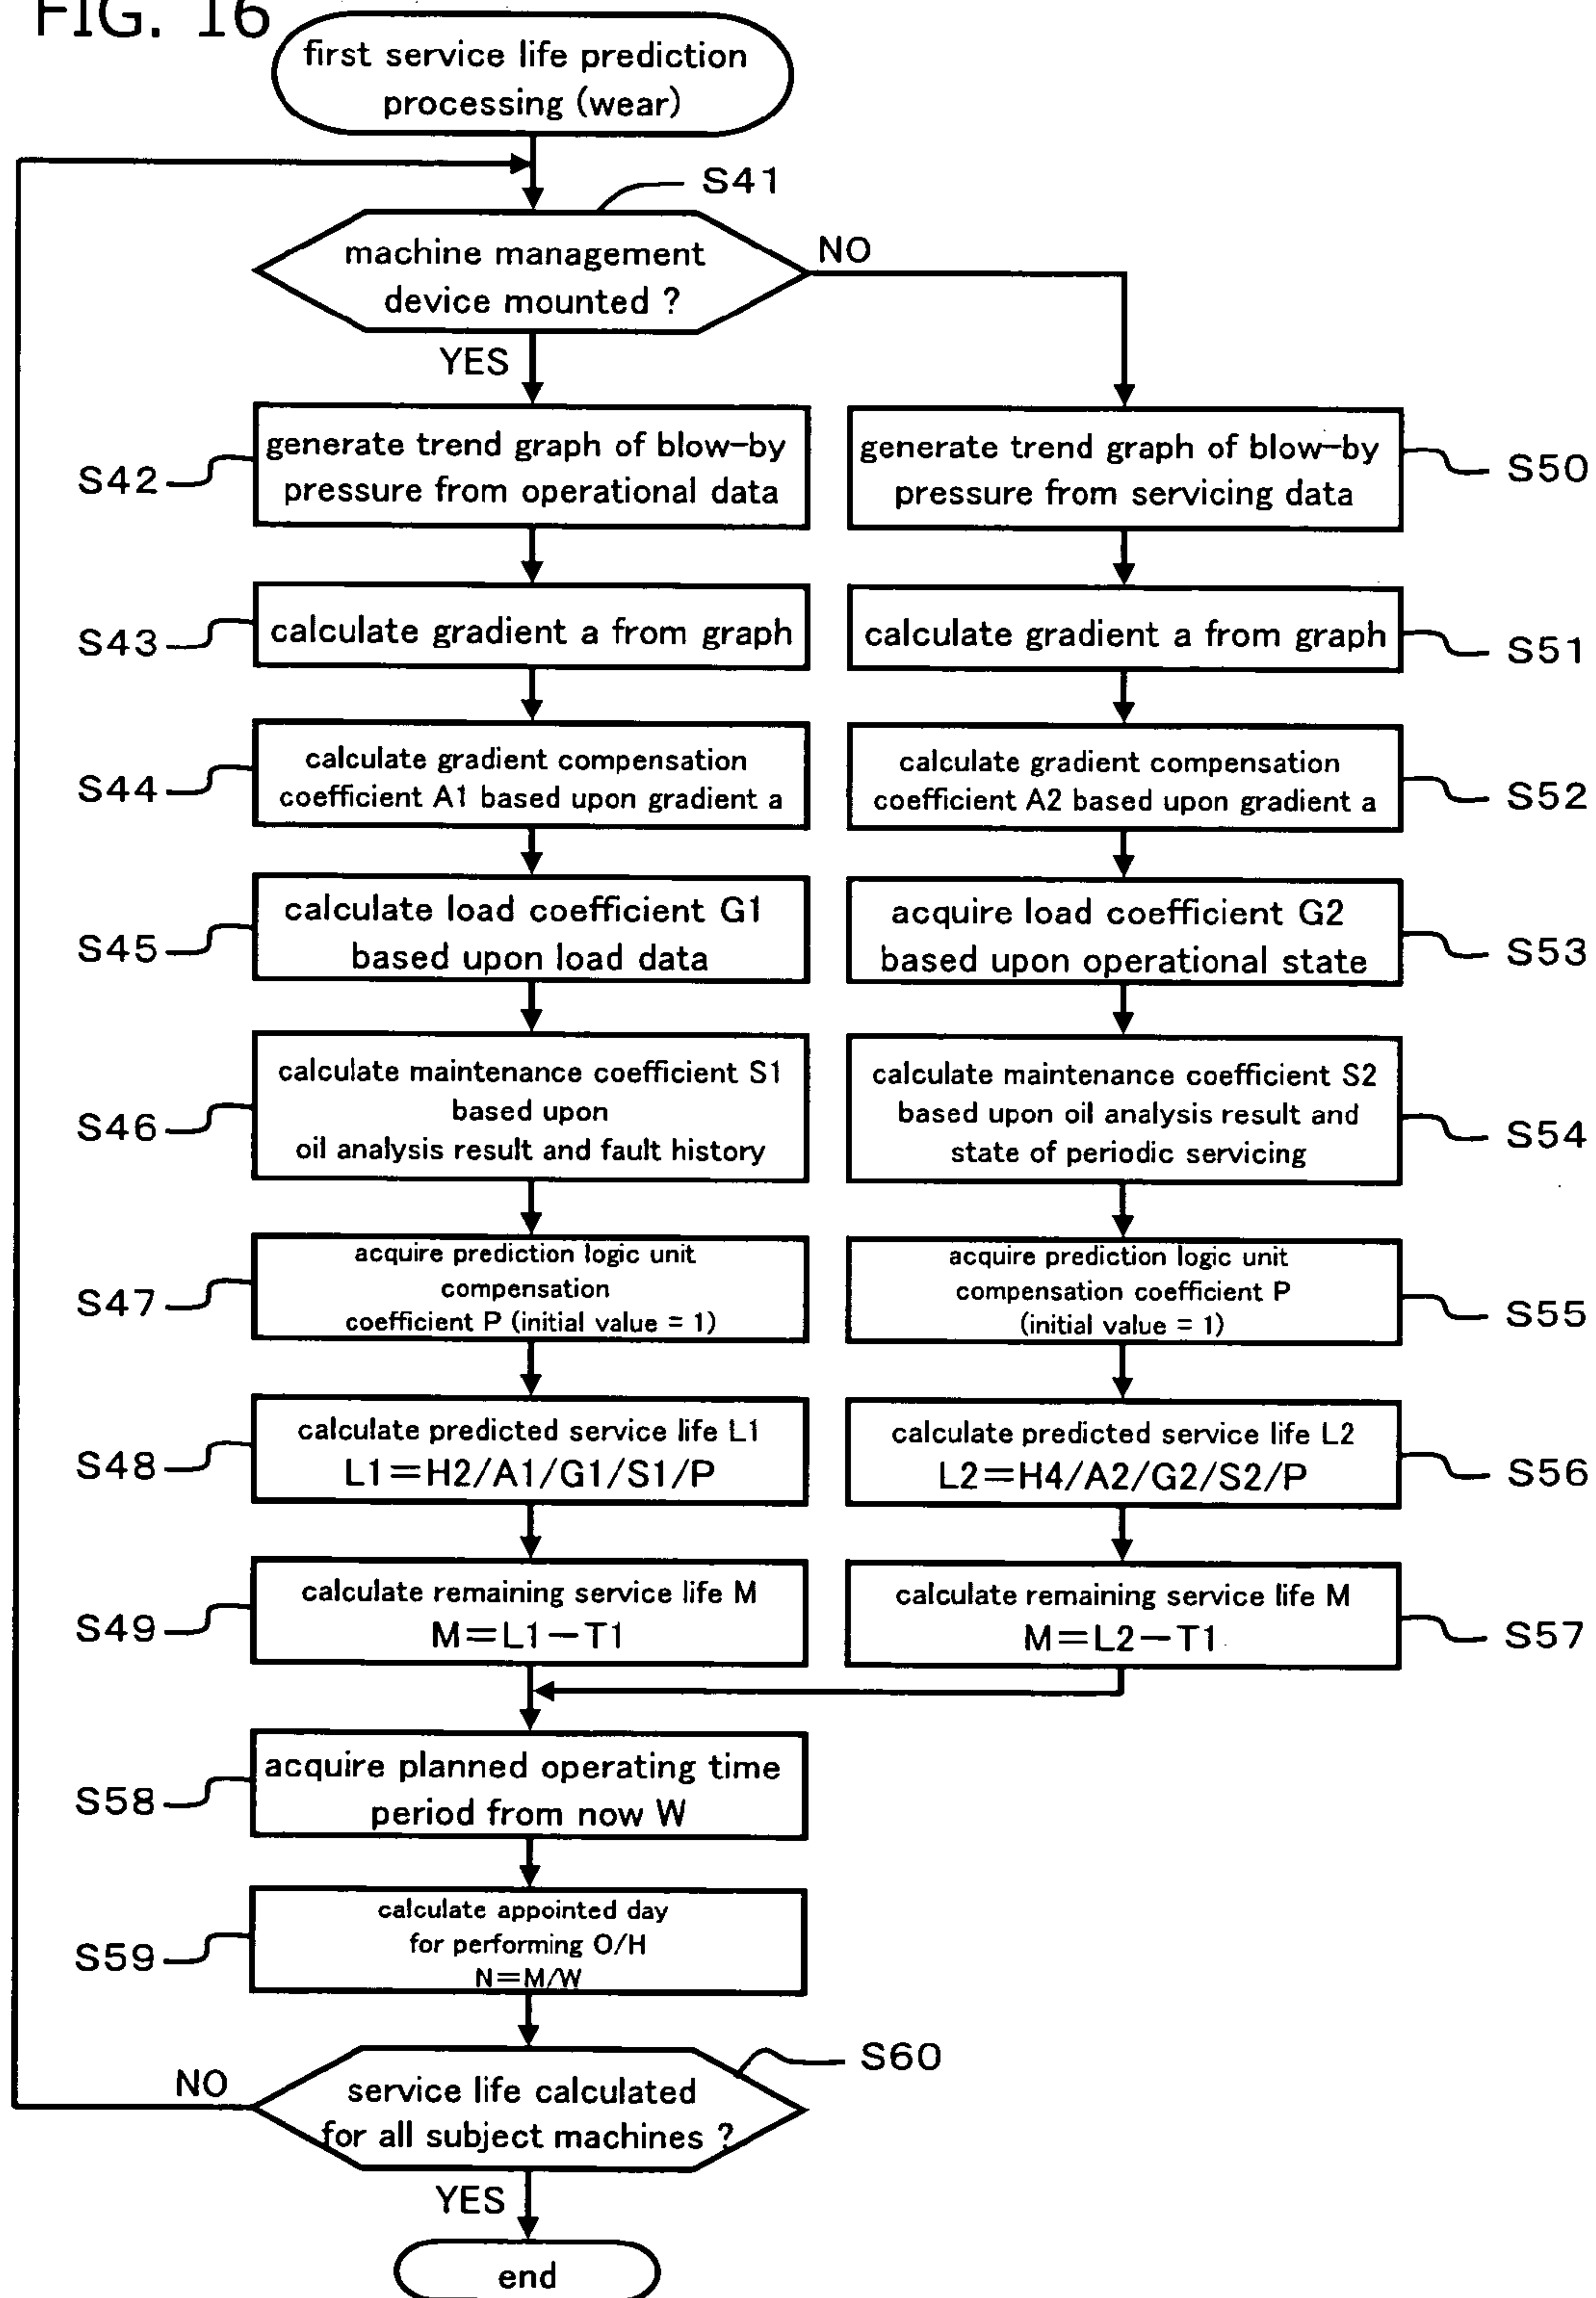 FIG. 16
first service life prediction
processing (wear)
S41
machine management
device mounted ?
NO
YES
S42
generate trend graph of blow-by
pressure from operational data
generate trend graph of blow-by
pressure from servicing data
S50
S43
calculate gradient a from graph
calculate gradient a from graph
S51
S44
calculate gradient compensation
coefficient A1 based upon gradient a
calculate gradient compensation
coefficient A2 based upon gradient a
S52
S45
calculate load coefficient G1
based upon load data
acquire load coefficient G2
based upon operational state
S53
S46
calculate maintenance coefficient S1
based upon
oil analysis result and fault history
calculate maintenance coefficient S2
based upon oil analysis result and
state of periodic servicing
S54
S47
acquire prediction logic unit
compensation
coefficient P (initial value = 1)
acquire prediction logic unit
compensation coefficient P
(initial value = 1)
S55
S48
calculate predicted service life L1
L1=H2/A1/G1/S1/P
calculate predicted service life L2
L2=H4/A2/G2/S2/P
S56
S49
calculate remaining service life M
M=L1-T1
calculate remaining service life M
M=L2-T1
S57
S58
acquire planned operating time
period from now W
S59
calculate appointed day
for performing O/H
N=M/W
S60
NO
service life calculated
for all subject machines ?
YES
end